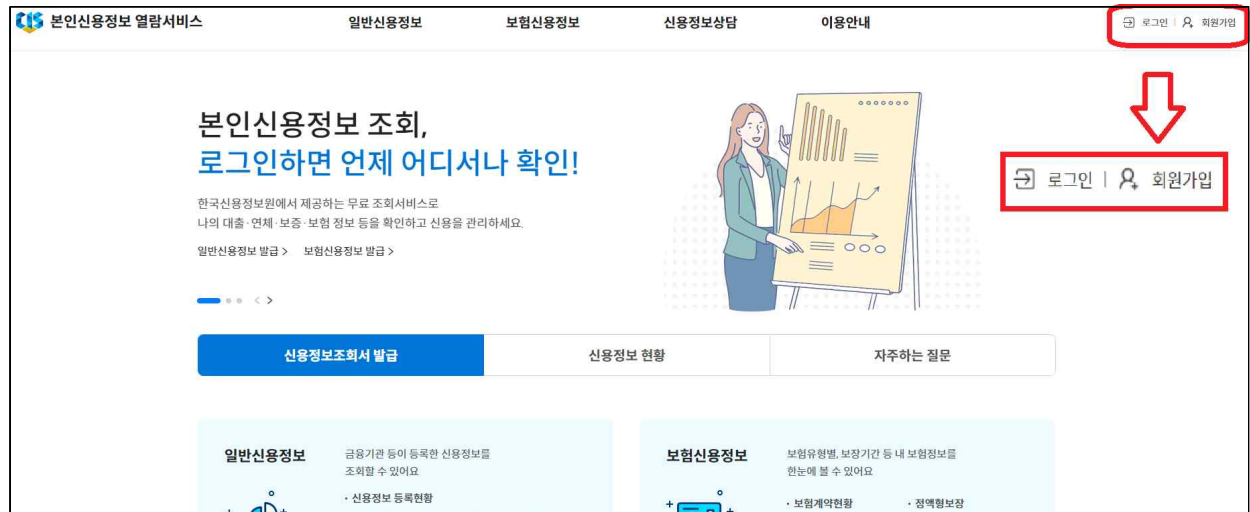 CIS 본인신용정보 열람서비스
일반신용정보
보험신용정보
신용정보상담
이용안내
로그인 | 회원가입
본인신용정보 조회,
로그인하면 언제 어디서나 확인!
로그인 | 회원가입
한국신용정보원에서 제공하는 무료 조회서비스로
나의 대출·연체·보증·보험 정보 등을 확인하고 신용을 관리하세요.
일반신용정보 발급 > 보험신용정보 발급 >
신용정보조회서 발급
신용정보 현황
자주하는 질문
일반신용정보
금융기관 등이 등록한 신용정보를
조회할 수 있어요
· 신용정보 등록현황
보험신용정보
보험유형별, 보장기간 등 내 보험정보를
한눈에 볼 수 있어요
· 보험계약현황 · 정액형보장